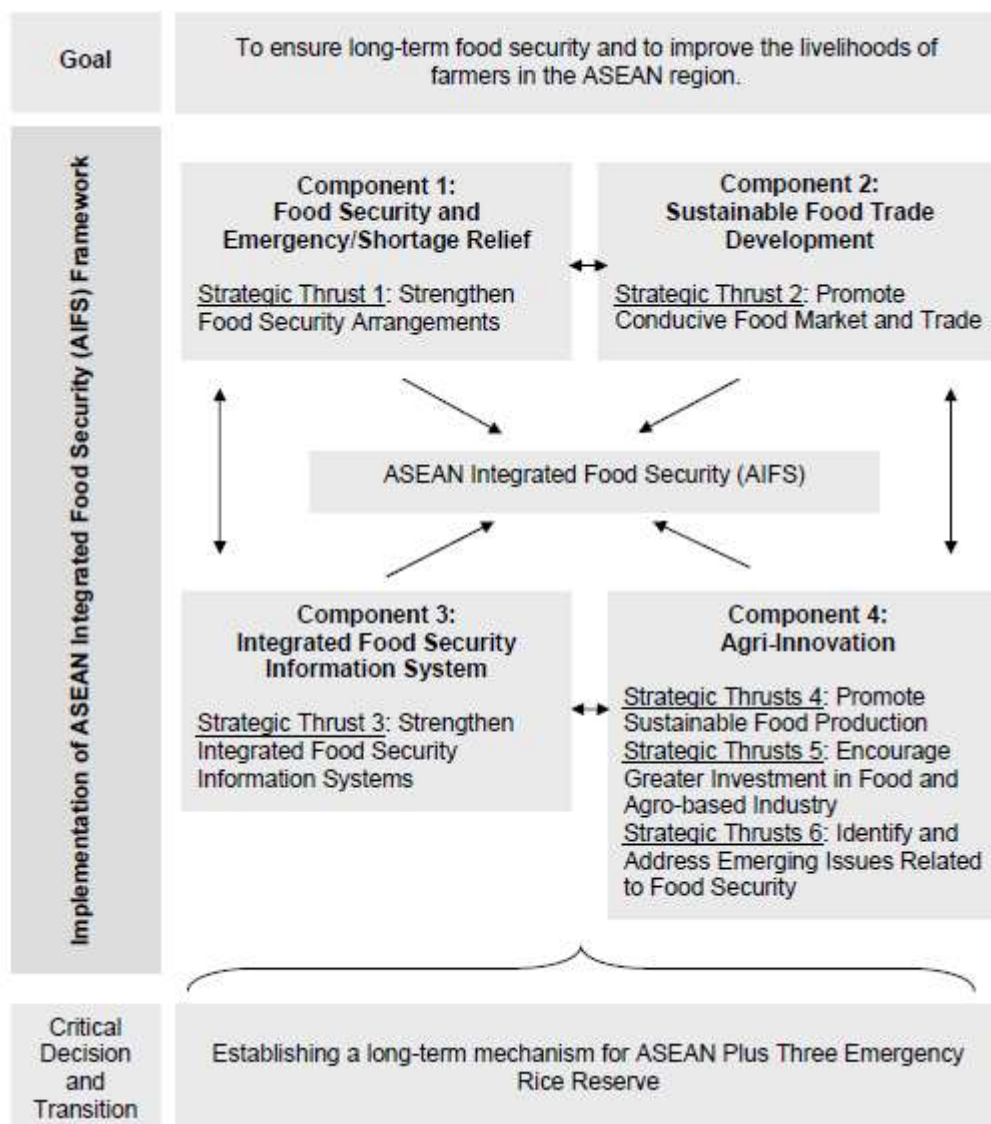 Goal
To ensure long-term food security and to improve the livelihoods of
farmers in the ASEAN region.
Implementation of ASEAN Integrated Food Security (AIFS) Framework
Component 1:
Food Security and
Emergency/Shortage Relief
Strategic Thrust 1: Strengthen
Food Security Arrangements
Component 2:
Sustainable Food Trade
Development
Strategic Thrust 2: Promote
Conducive Food Market and Trade
ASEAN Integrated Food Security (AIFS)
Component 3:
Integrated Food Security
Information System
Strategic Thrust 3: Strengthen
Integrated Food Security
Information Systems
Component 4:
Agri-Innovation
Strategic Thrusts 4: Promote
Sustainable Food Production
Strategic Thrusts 5: Encourage
Greater Investment in Food and
Agro-based Industry
Strategic Thrusts 6: Identify and
Address Emerging Issues Related
to Food Security
Critical
Decision
and
Transition
Establishing a long-term mechanism for ASEAN Plus Three Emergency
Rice Reserve